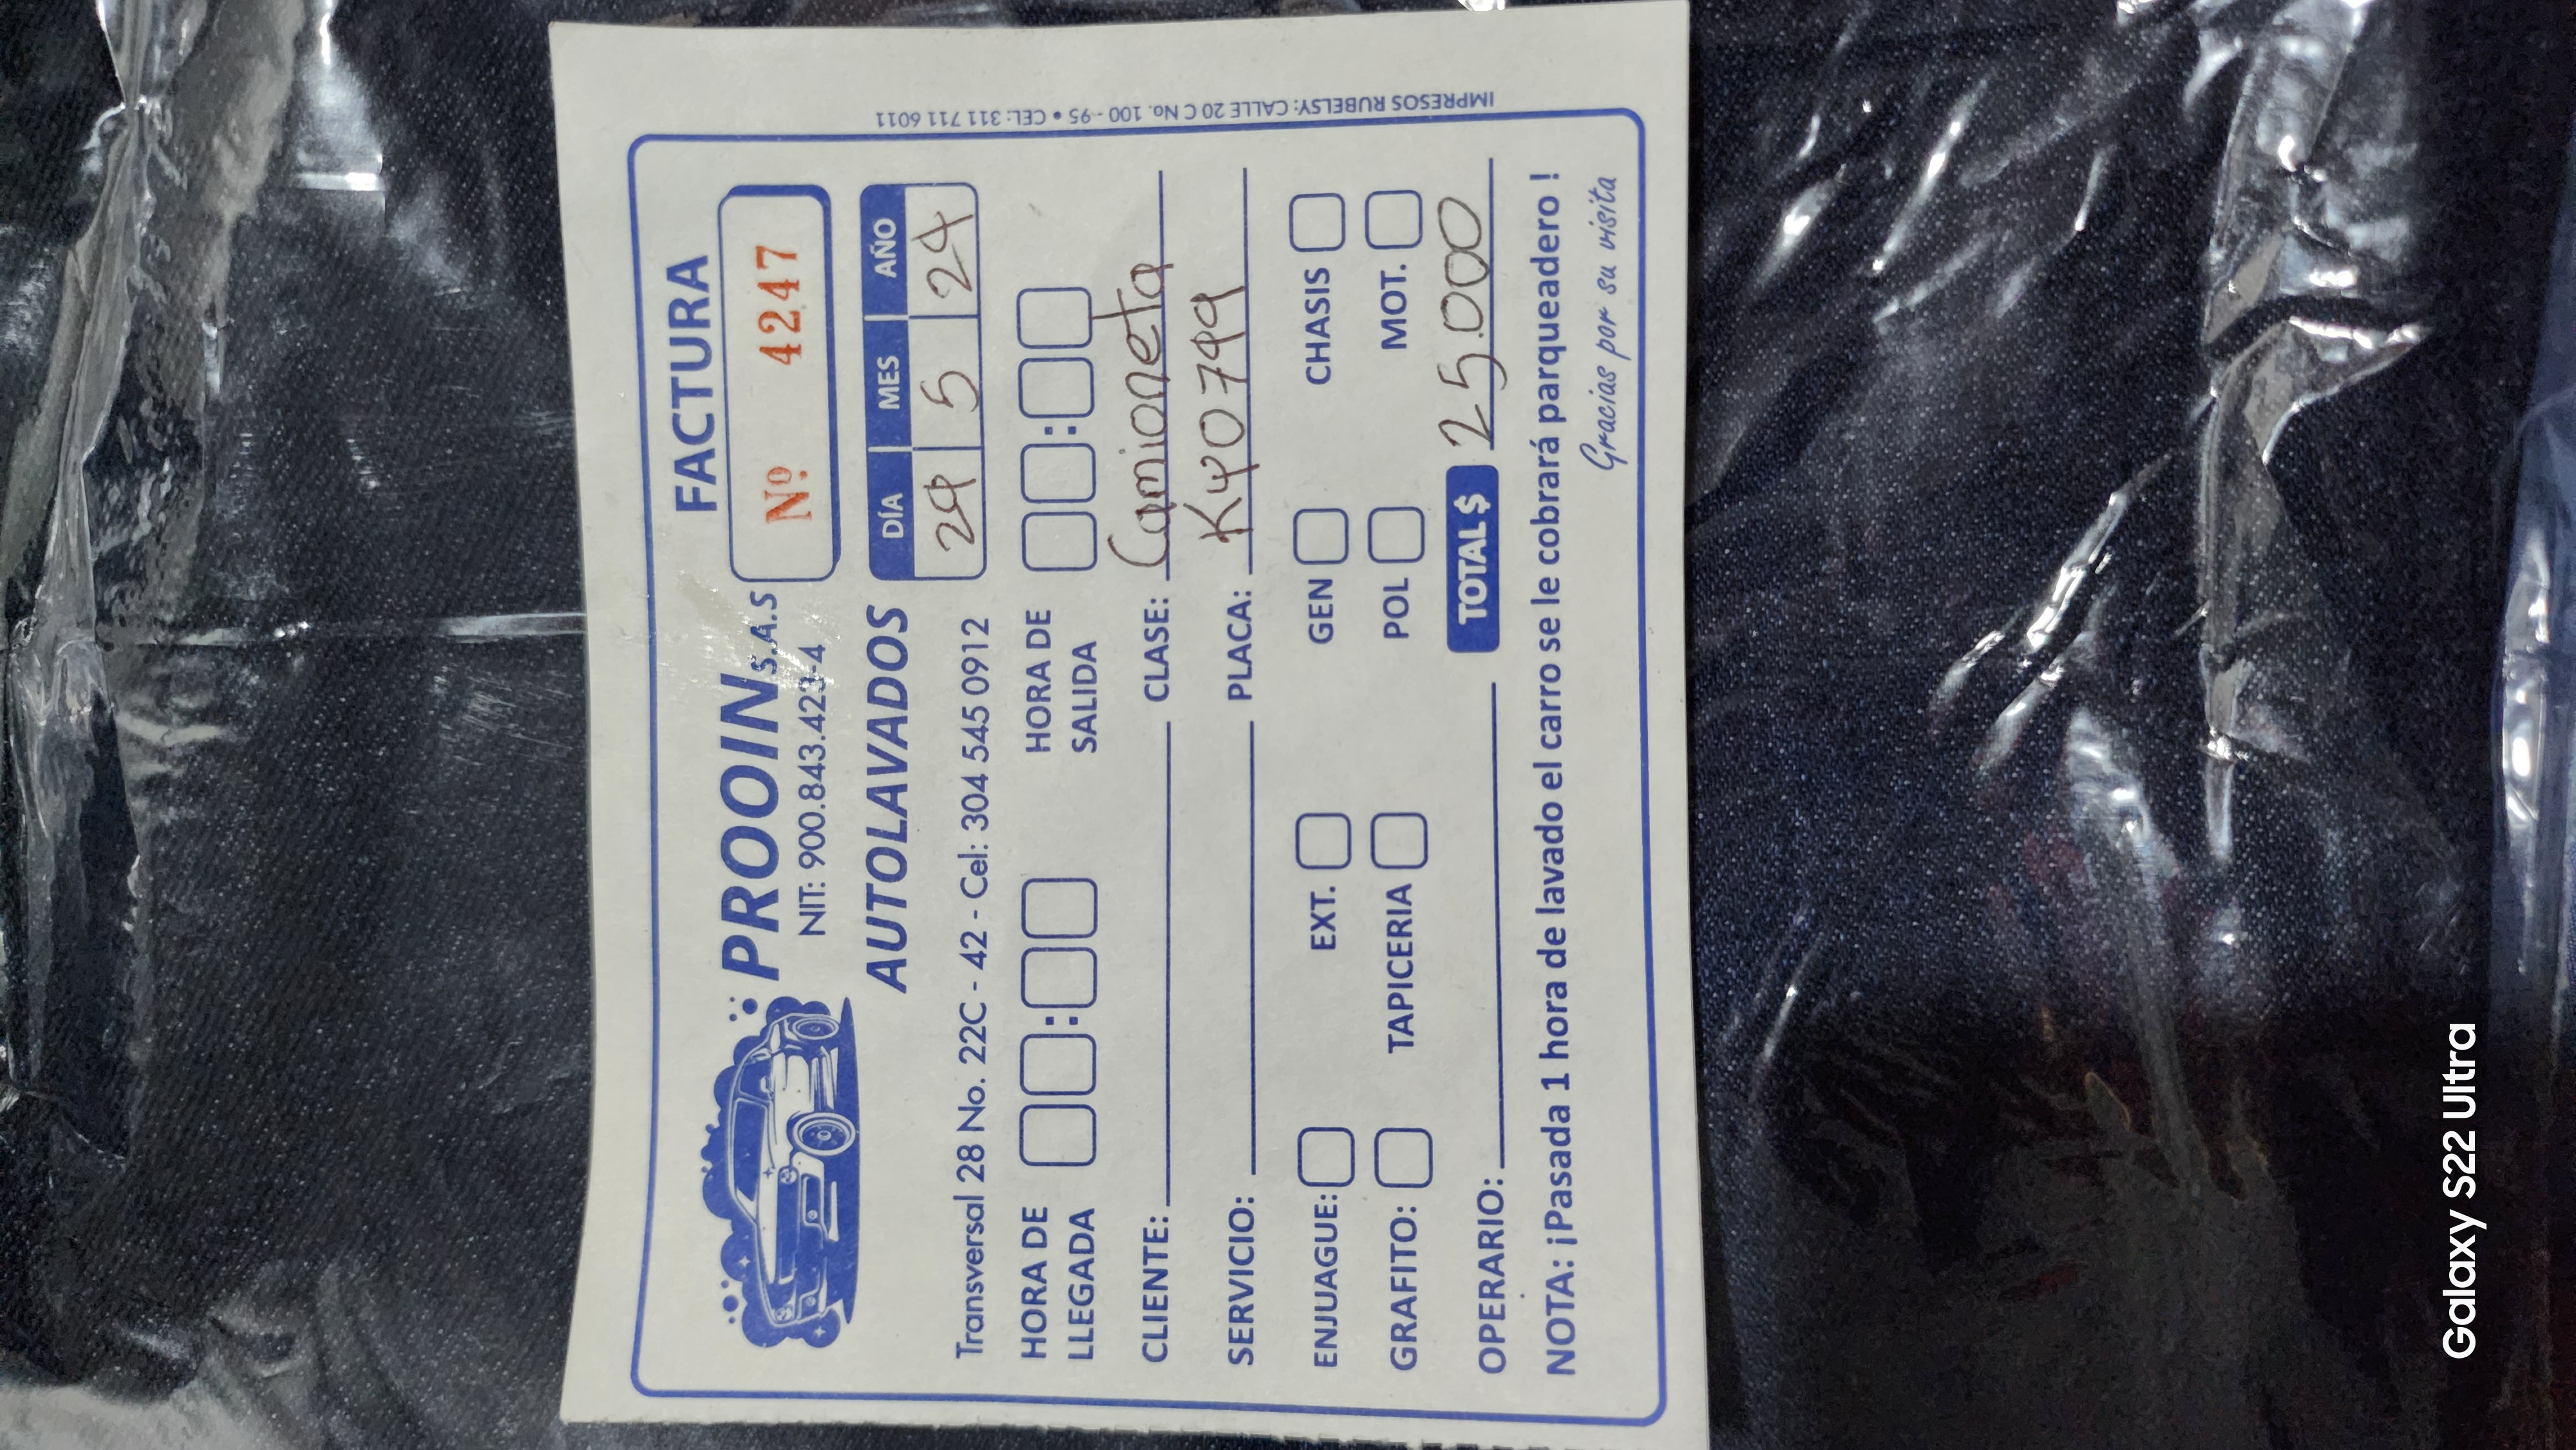 FACTURA
PROOIN S.A.S
NIT: 900.843.423-4
Nº 4247
AUTOLAVADOS
DÍA MES AÑO
29 5 24
Transversal 28 No. 22C - 42 - Cel: 304 545 0912
HORA DE LLEGADA : HORA DE SALIDA :
CLIENTE: CLASE: Camioneta
SERVICIO: PLACA:
ENJUAGUE: EXT. GEN CHASIS
GRAFITO: TAPICERIA POL MOT.
OPERARIO: TOTAL $ 25.000
NOTA: ¡Pasada 1 hora de lavado el carro se le cobrará parqueadero !
Gracias por su visita
IMPRESOS RUBELSY: CALLE 20 C No. 100 - 95 • CEL: 311 711 6011
Galaxy S22 Ultra